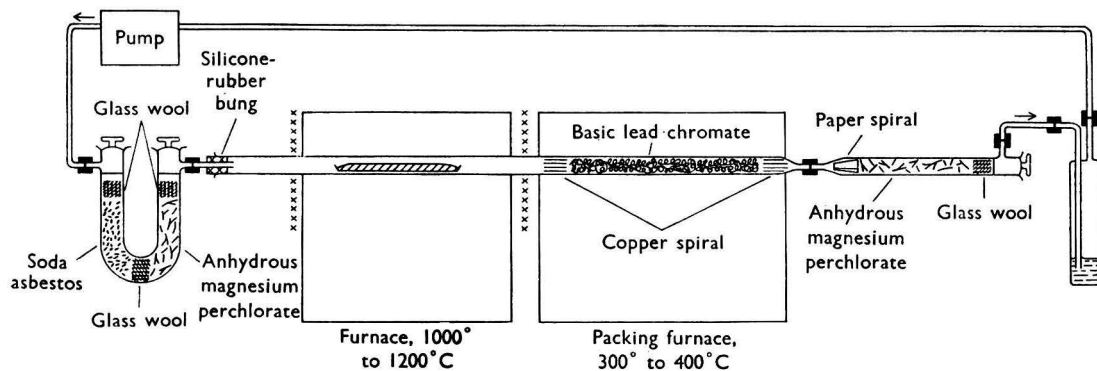 Pump
Silicone-
rubber
bung
Glass wool
Basic lead chromate
Paper spiral
Soda
asbestos
Anhydrous
magnesium
perchlorate
Glass wool
Copper spiral
Anhydrous
magnesium
perchlorate
Glass wool
Furnace, 1000°
to 1200°C
Packing furnace,
300° to 400°C